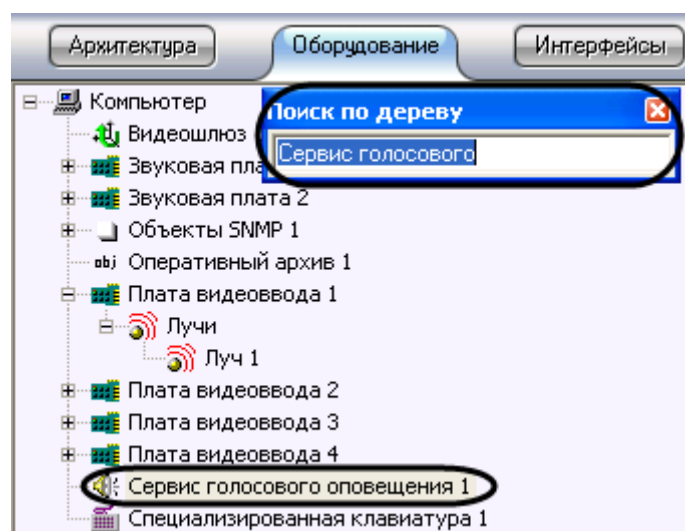 Архитектура Оборудование Интерфейсы
Компьютер
Поиск по дереву
Видеошлюз
Сервис голосового
Звуковая пла
Звуковая плата 2
Объекты SNMP 1
obj Оперативный архив 1
Плата видеоввода 1
Лучи
Луч 1
Плата видеоввода 2
Плата видеоввода 3
Плата видеоввода 4
Сервис голосового оповещения 1
Специализированная клавиатура 1